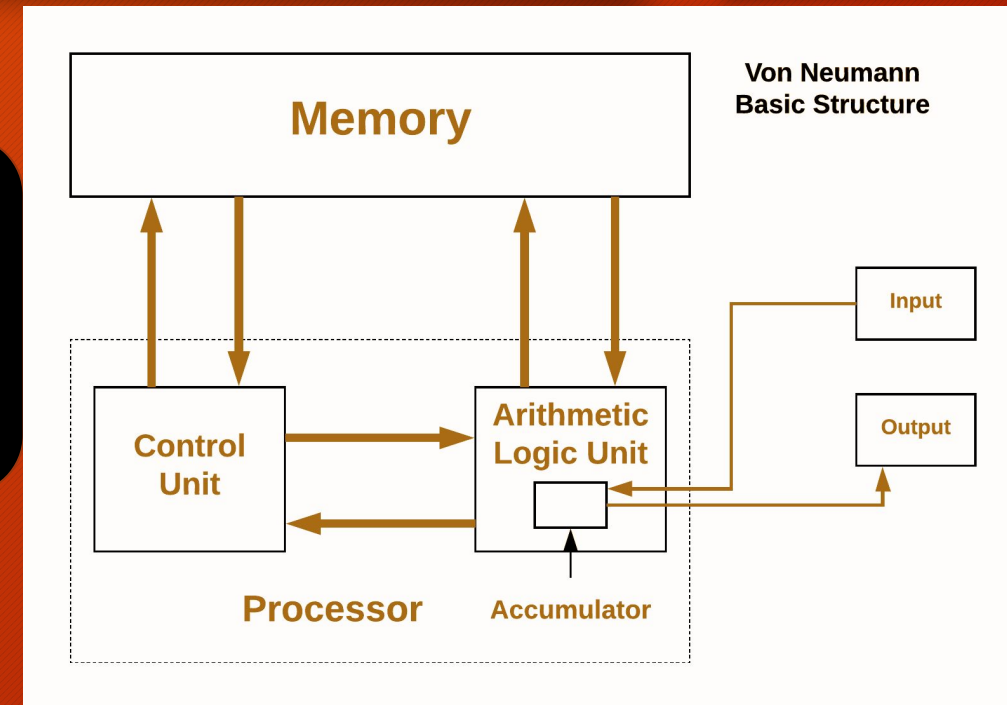 Von Neumann
Basic Structure
Memory
Input
Output
Control
Unit
Arithmetic
Logic Unit
Processor
Accumulator